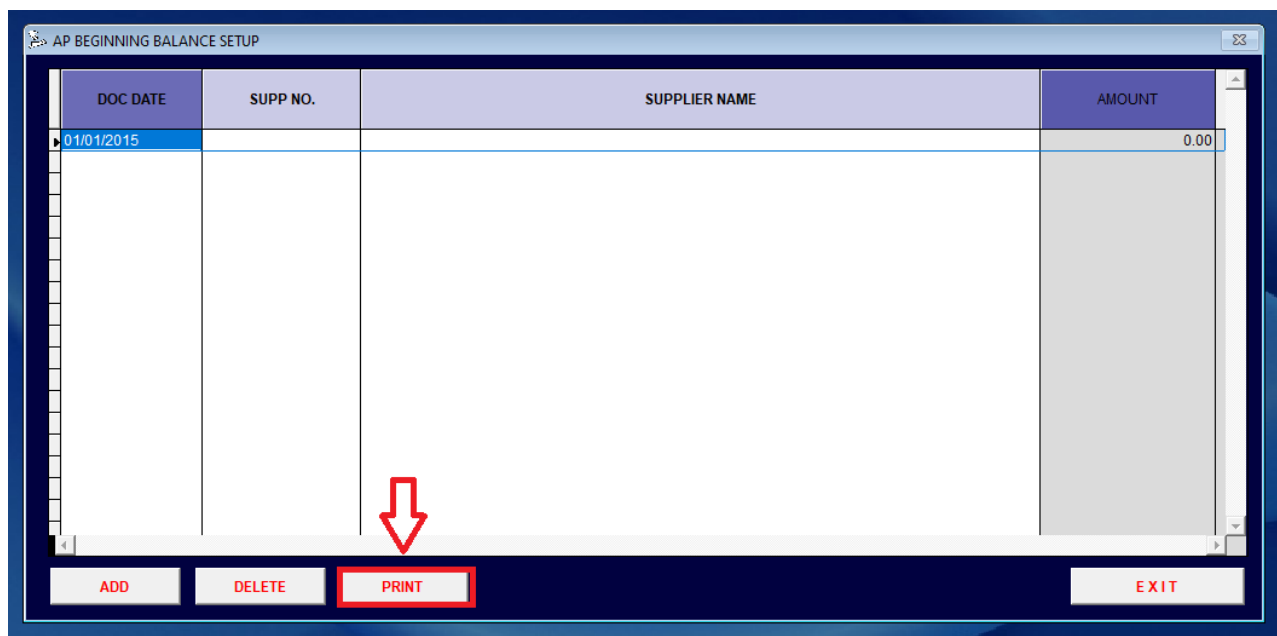 AP BEGINNING BALANCE SETUP
DOC DATE SUPP NO. SUPPLIER NAME AMOUNT
01/01/2015 0.00
ADD DELETE PRINT E X I T